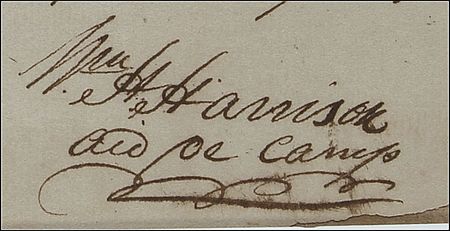 Wm
H Harrison
aid de camp